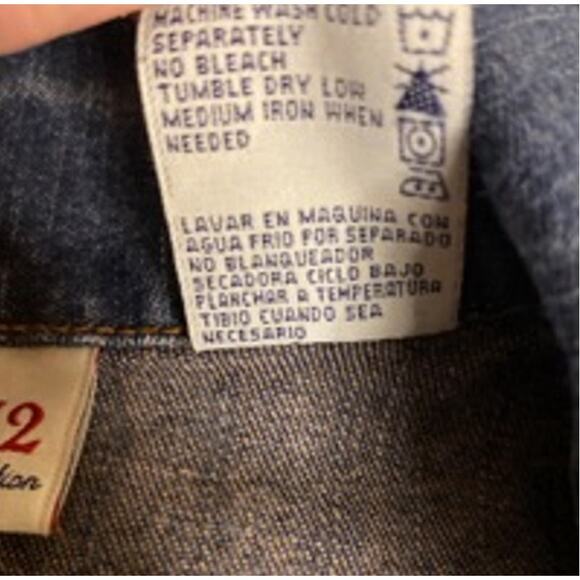 MACHINE WASH COLD
SEPARATELY
NO BLEACH
TUMBLE DRY LOW
MEDIUM IRON WHEN
NEEDED
LAVAR EN MAQUINA CON
AGUA FRIO POR SEPARADO
NO BLANQUEADOR
SECADORA CICLO BAJO
PLANCHAR A TEMPERATURA
TIBIO CUANDO SEA
NECESARIO
2